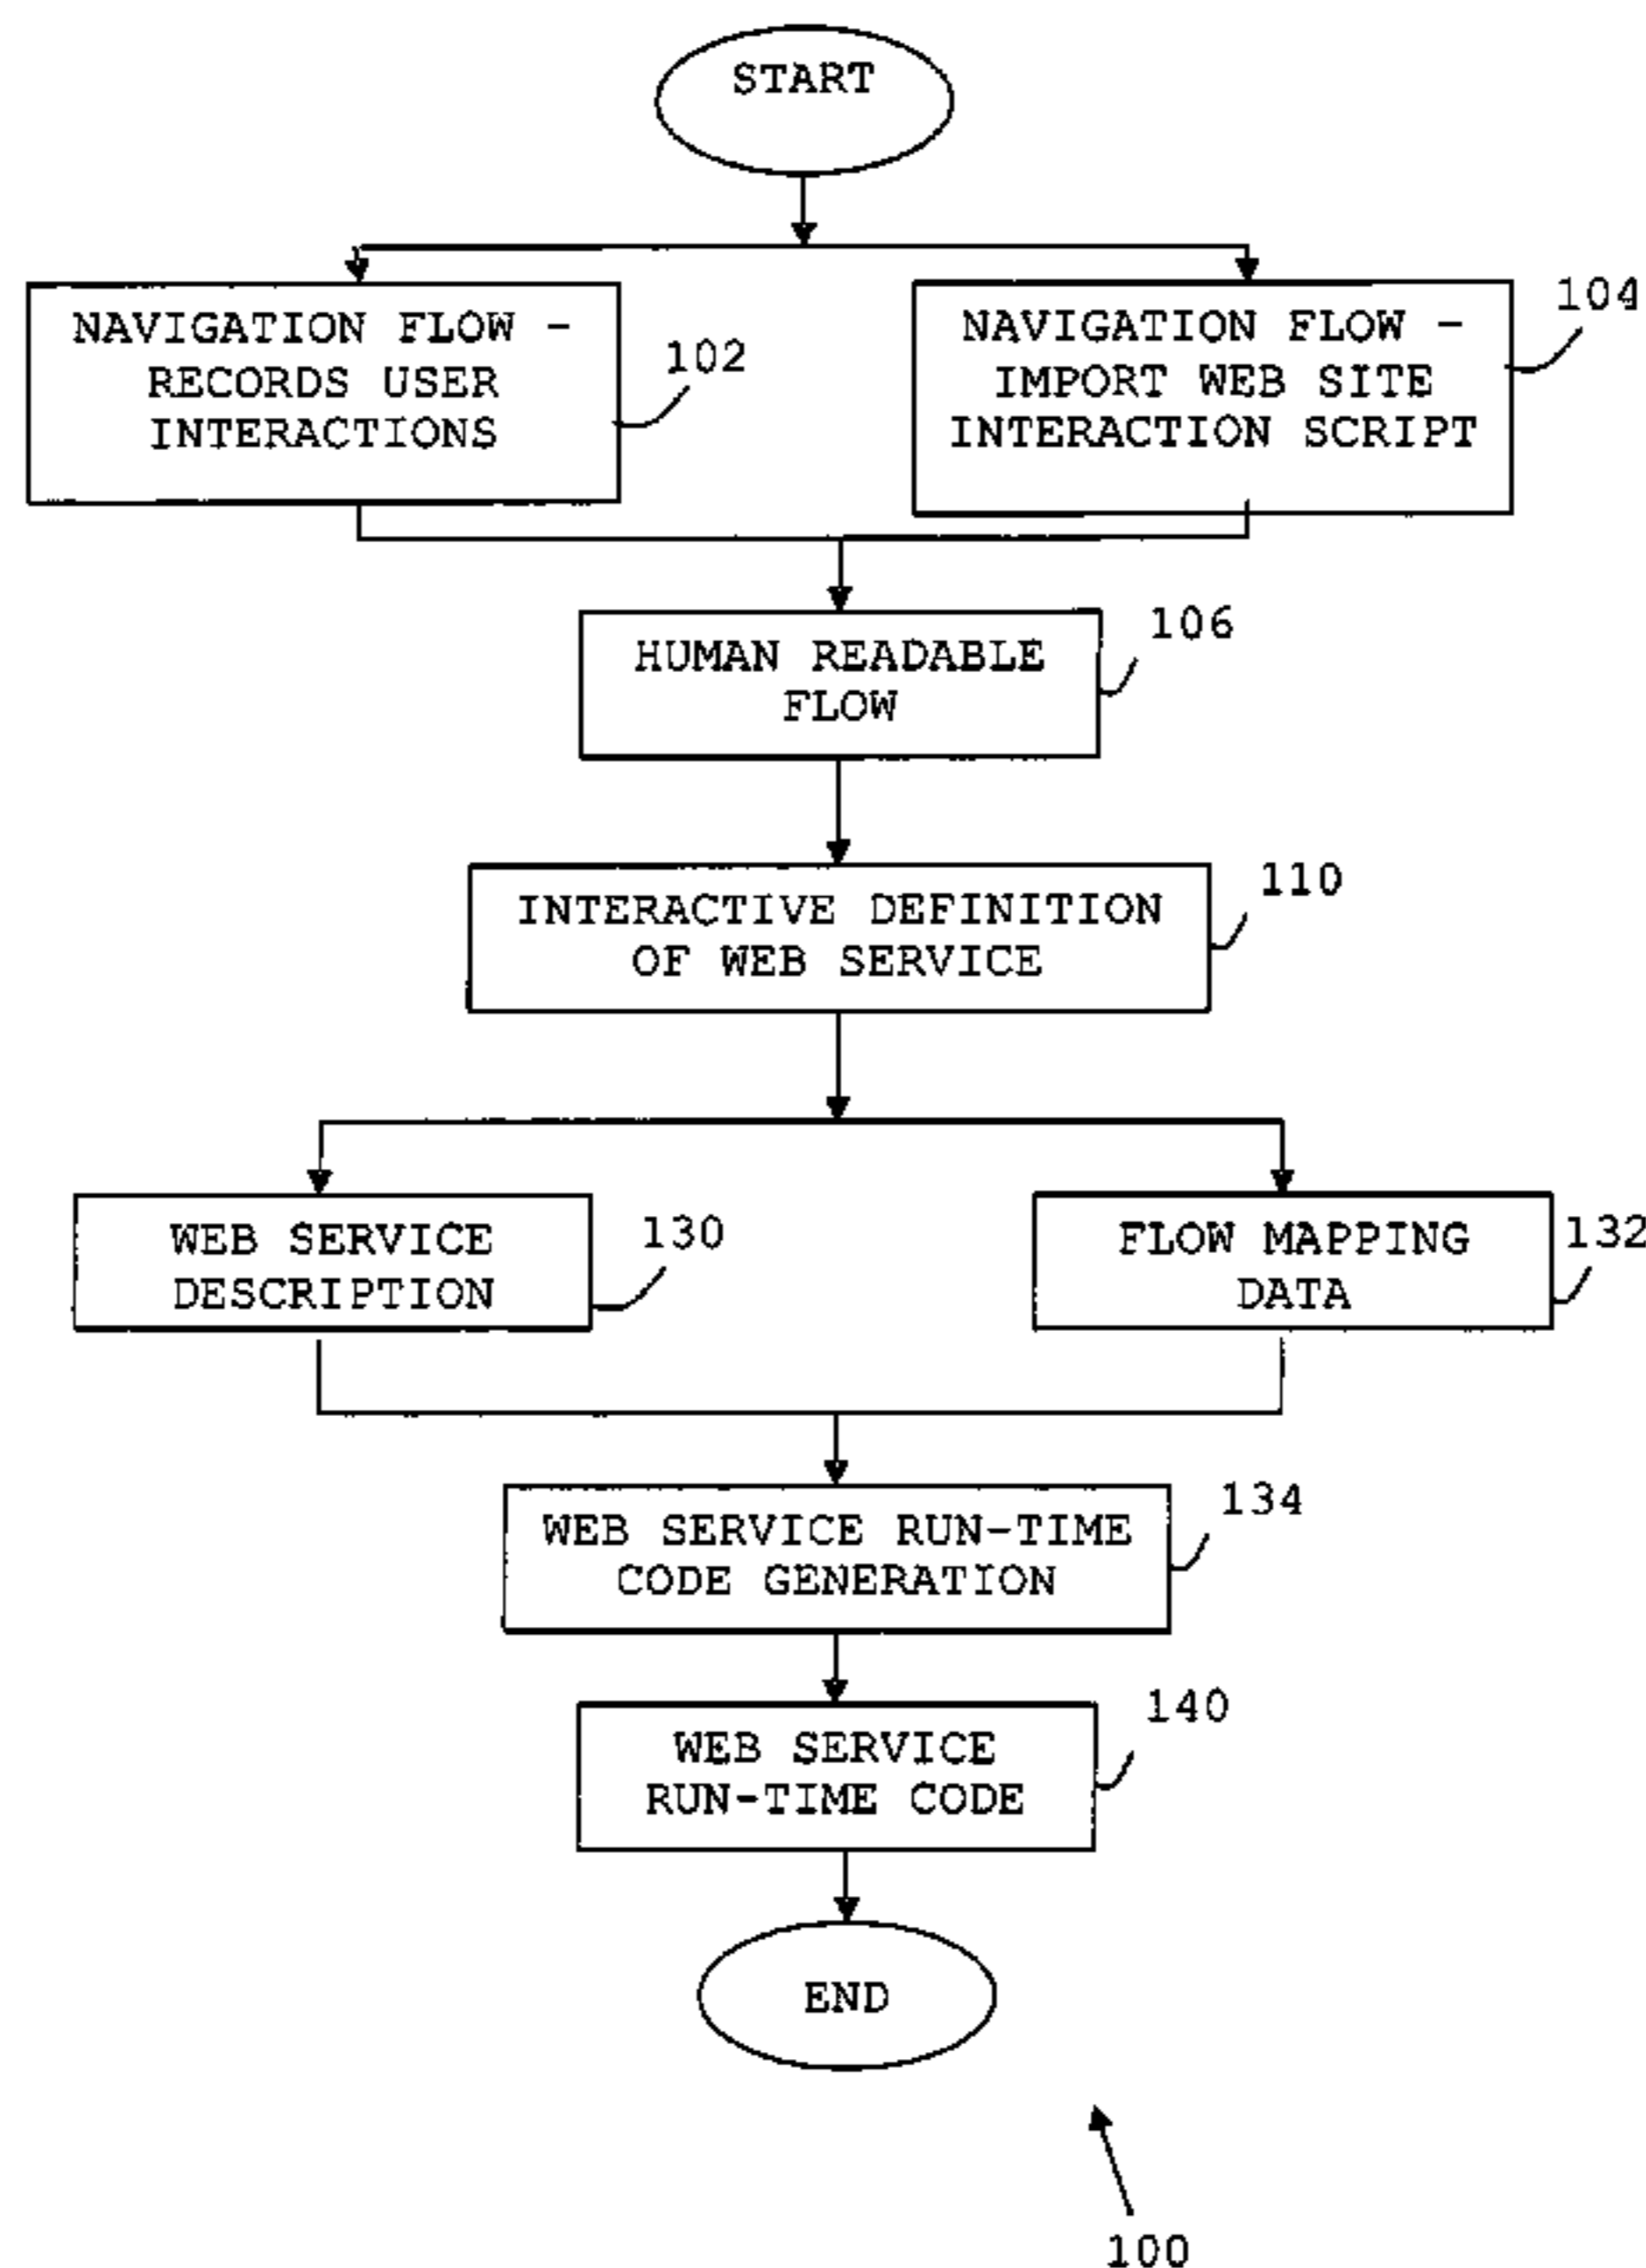 START
NAVIGATION FLOW -
RECORDS USER
INTERACTIONS
102
NAVIGATION FLOW -
IMPORT WEB SITE
INTERACTION SCRIPT
104
HUMAN READABLE
FLOW
106
INTERACTIVE DEFINITION
OF WEB SERVICE
110
WEB SERVICE
DESCRIPTION
130
FLOW MAPPING
DATA
132
WEB SERVICE RUN-TIME
CODE GENERATION
134
WEB SERVICE
RUN-TIME CODE
140
END
100